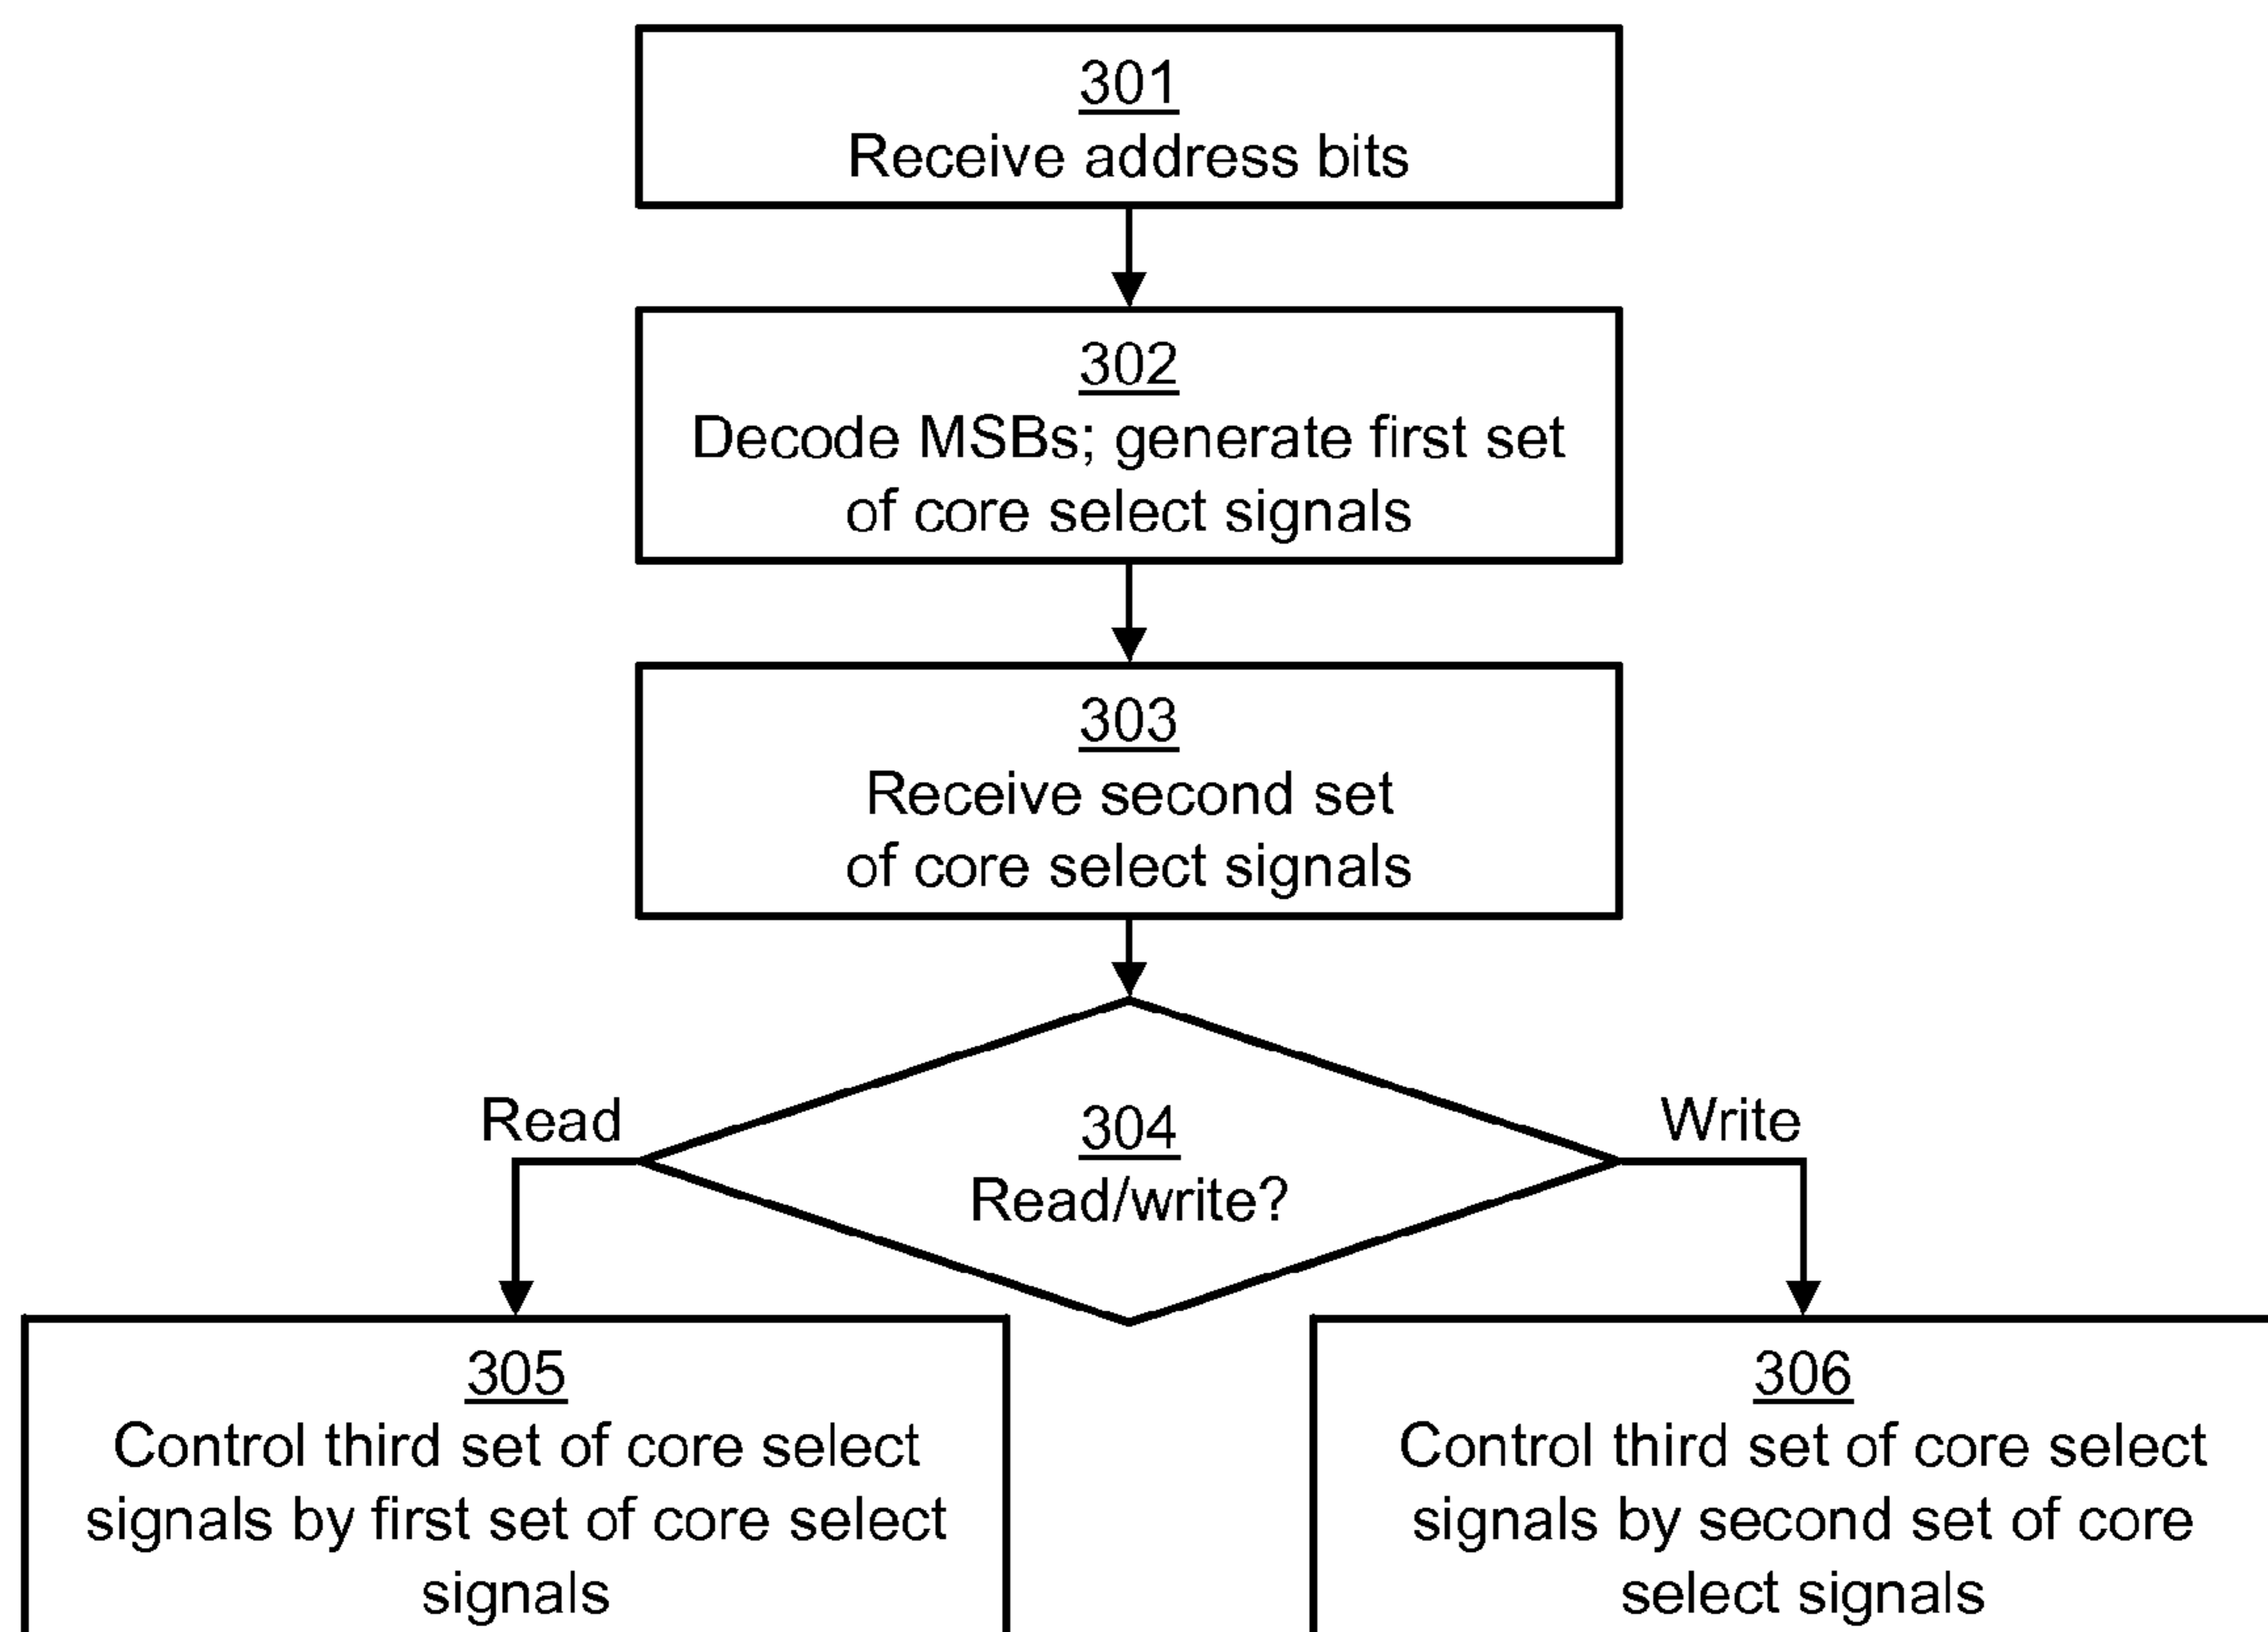 301
Receive address bits
302
Decode MSBs; generate first set
of core select signals
303
Receive second set
of core select signals
Read
304
Read/write?
Write
305
Control third set of core select
signals by first set of core select
signals
306
Control third set of core select
signals by second set of core
select signals